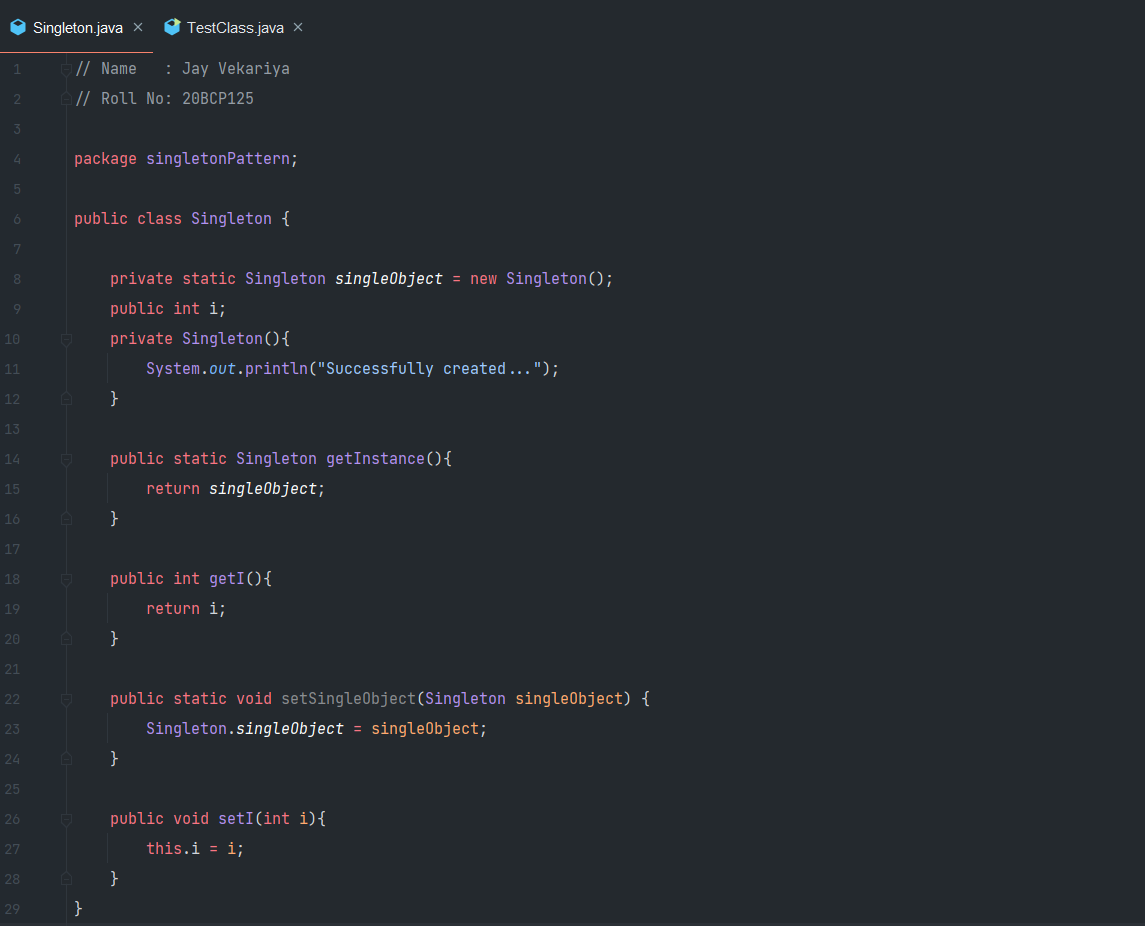 Singleton.java × TestClass.java ×
1 // Name   : Jay Vekariya
2 // Roll No: 20BCP125
3
4 package singletonPattern;
5
6 public class Singleton {
7
8     private static Singleton singleObject = new Singleton();
9     public int i;
10     private Singleton(){
11         System.out.println("Successfully created...");
12     }
13
14     public static Singleton getInstance(){
15         return singleObject;
16     }
17
18     public int getI(){
19         return i;
20     }
21
22     public static void setSingleObject(Singleton singleObject) {
23         Singleton.singleObject = singleObject;
24     }
25
26     public void setI(int i){
27         this.i = i;
28     }
29 }